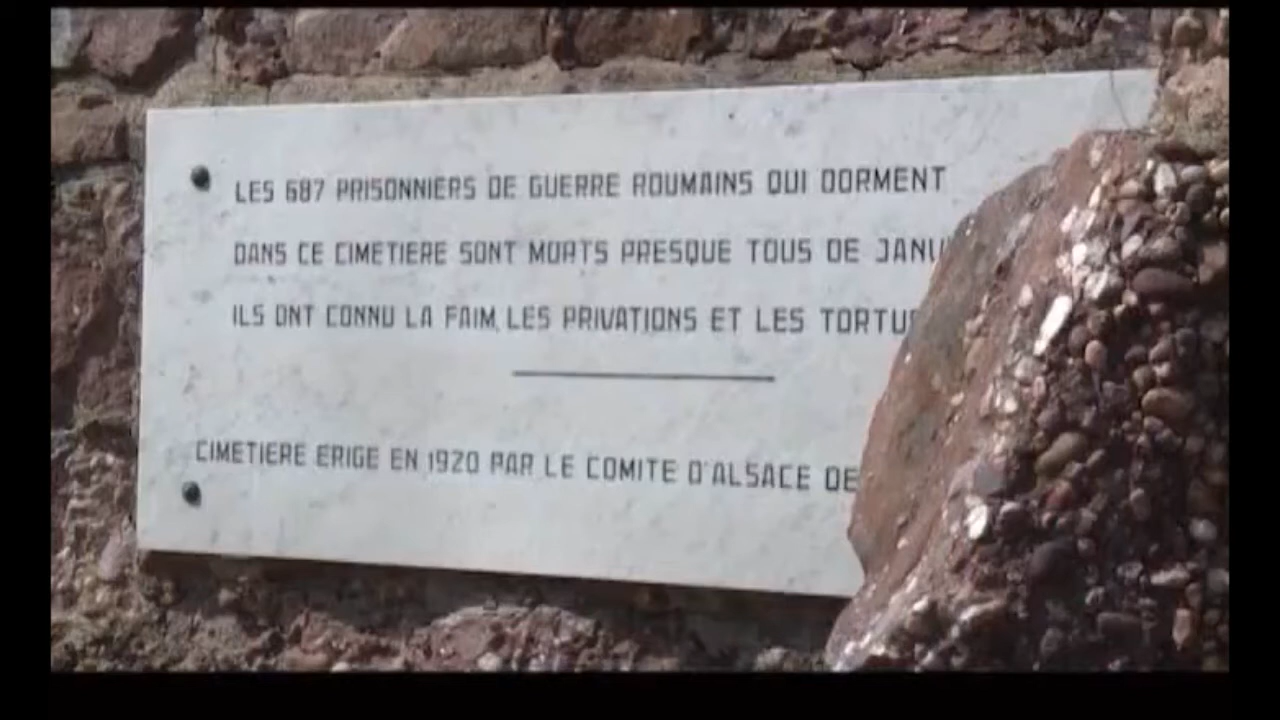 LES 687 PRISONNIERS DE GUERRE ROUMAINS QUI DORMENT
DANS CE CIMETIERE SONT MORTS PRESQUE TOUS DE
ILS ONT CONNU LA FAIM, LES PRIVATIONS ET LES
CIMETIERE ERIGE EN 1920 PAR LE COMITE D'ALSACE DE